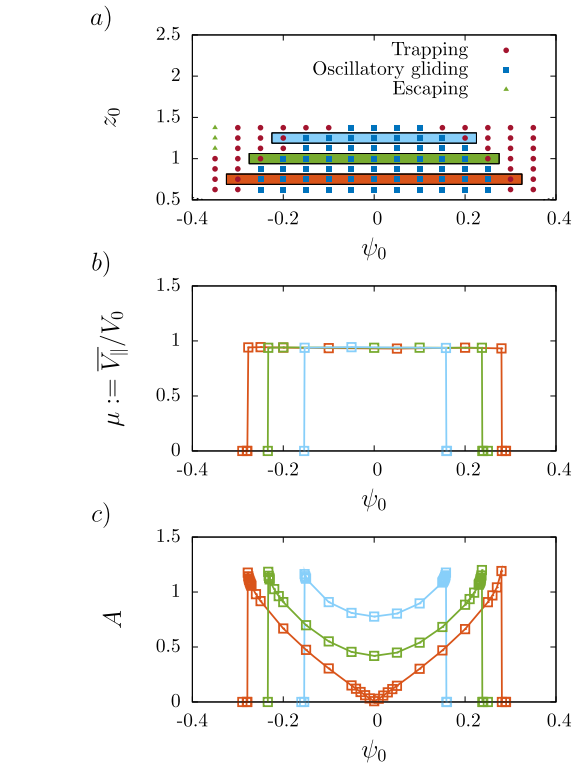 a)
2.5
Trapping
Oscillatory gliding
Escaping
2
1.5
1
0.5
z₀
-0.4 -0.2 0 0.2 0.4
ψ₀
b)
1.5
1
0.5
0
μ := V̅∥/V₀
-0.4 -0.2 0 0.2 0.4
ψ₀
c)
1.5
1
0.5
0
A
-0.4 -0.2 0 0.2 0.4
ψ₀